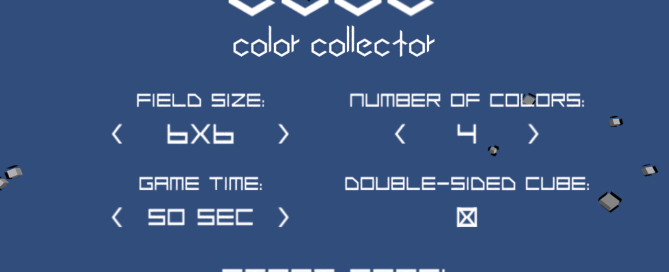 color collector
FIELD SIZE:
< 6X6 >
NUMBER OF COLORS:
< 4 >
GAME TIME:
< 50 SEC >
DOUBLE-SIDED CUBE: